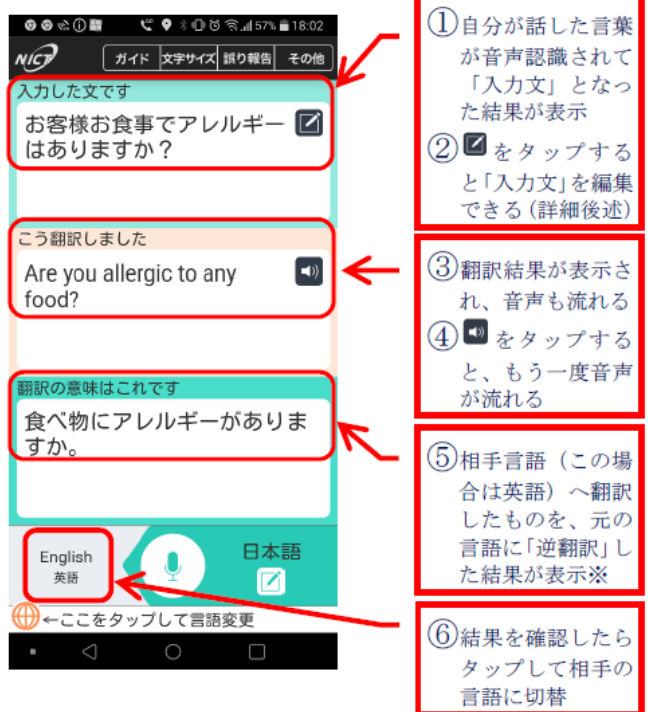 57% 18:02
NICT ガイド 文字サイズ 誤り報告 その他
入力した文です
お客様お食事でアレルギー
はありますか？
こう翻訳しました
Are you allergic to any
food?
翻訳の意味はこれです
食べ物にアレルギーがありま
すか。
English
英語
日本語
←ここをタップして言語変更
①自分が話した言葉
が音声認識されて
「入力文」となっ
た結果が表示
②をタップする
と「入力文」を編集
できる(詳細後述)
③翻訳結果が表示さ
れ、音声も流れる
④をタップする
と、もう一度音声
が流れる
⑤相手言語（この場
合は英語）へ翻訳
したものを、元の
言語に「逆翻訳」し
た結果が表示※
⑥結果を確認したら
タップして相手の
言語に切替